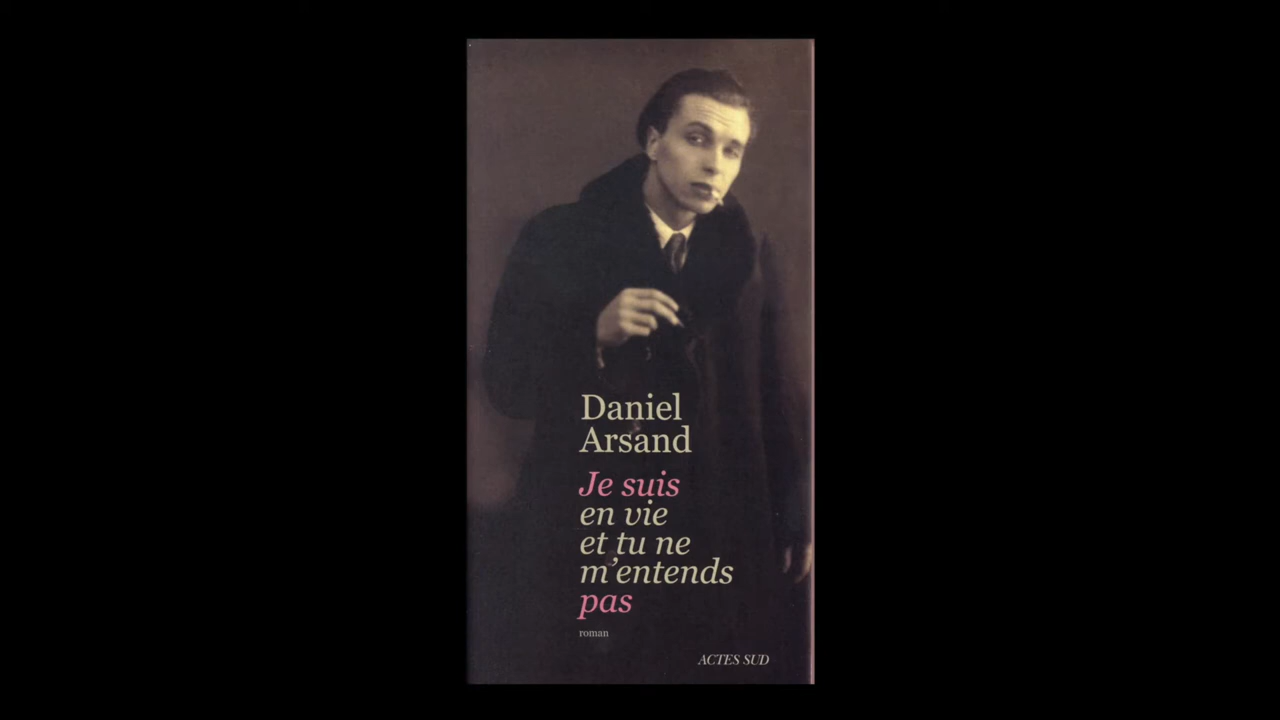 Daniel
Arsand
Je suis
en vie
et tu ne
m'entends
pas
roman
ACTES SUD